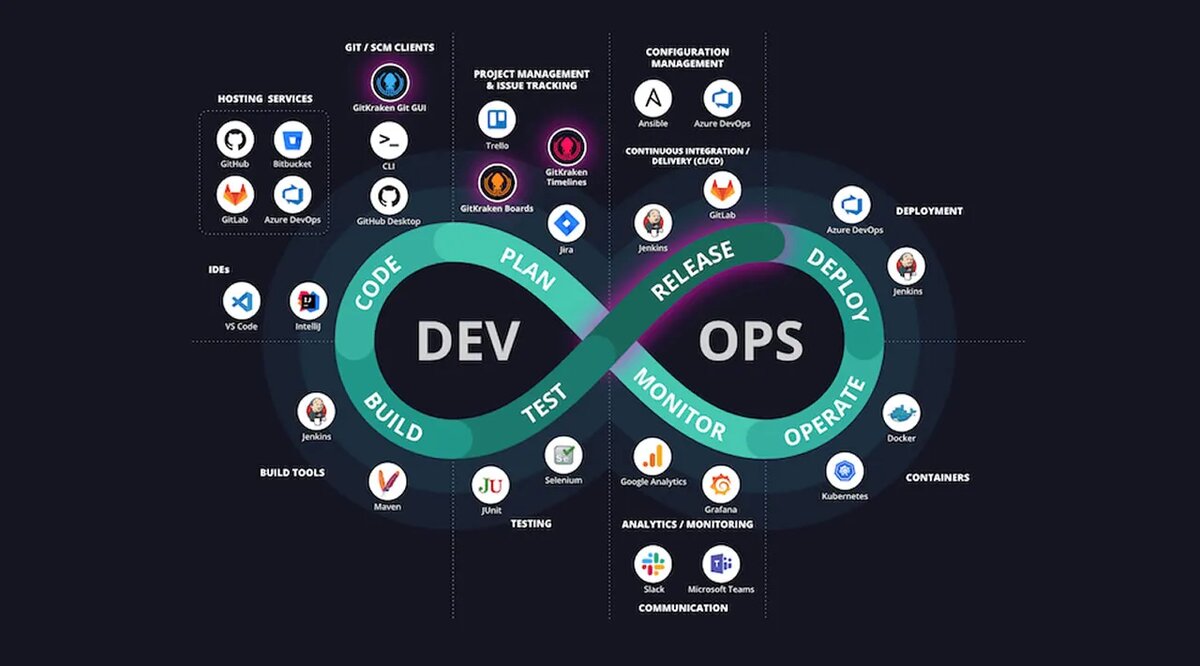 GIT / SCM CLIENTS
GitKraken Git GUI
CLI
GitHub Desktop
HOSTING SERVICES
GitHub
Bitbucket
GitLab
Azure DevOps
IDEs
VS Code
IntelliJ
PROJECT MANAGEMENT
& ISSUE TRACKING
Trello
GitKraken
Timelines
GitKraken Boards
Jira
CONFIGURATION
MANAGEMENT
Ansible
Azure DevOps
CONTINUOUS INTEGRATION /
DELIVERY (CI/CD)
GitLab
Jenkins
Azure DevOps
DEPLOYMENT
Jenkins
CODE
PLAN
RELEASE
DEPLOY
DEV
OPS
BUILD
TEST
MONITOR
OPERATE
Jenkins
BUILD TOOLS
Maven
JU
JUnit
Se
Selenium
TESTING
Google Analytics
Grafana
ANALYTICS / MONITORING
Slack
T
Microsoft Teams
COMMUNICATION
Docker
Kubernetes
CONTAINERS